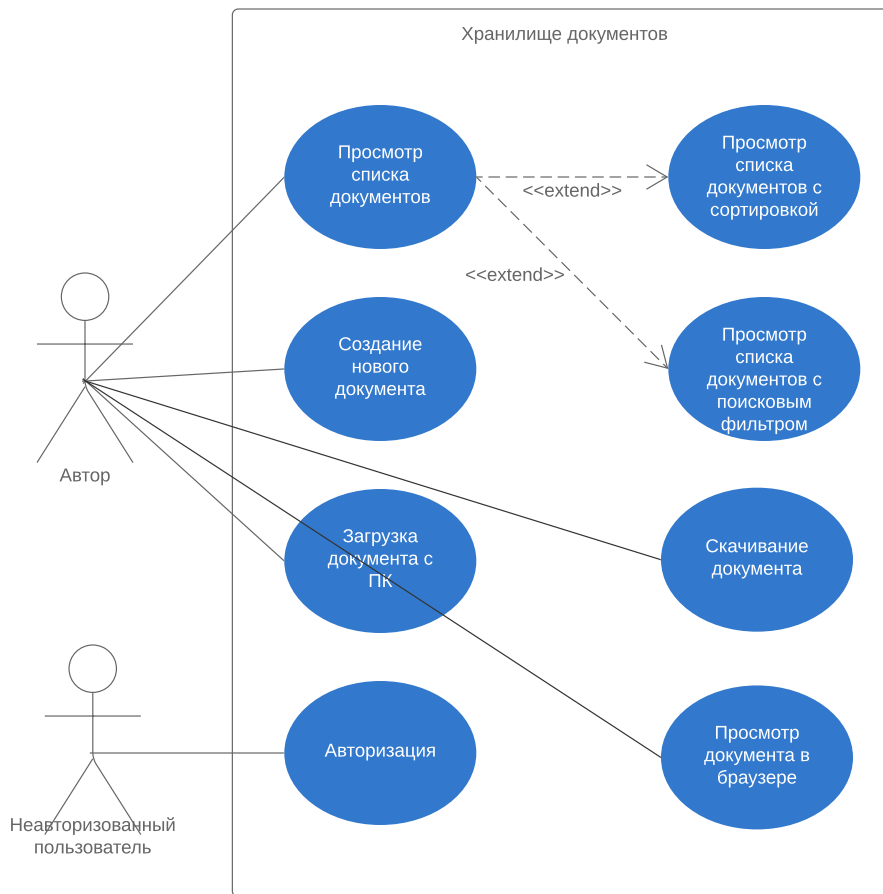 Хранилище документов
Просмотр
списка
документов
<<extend>>
Просмотр
списка
документов с
сортировкой
<<extend>>
Создание
нового
документа
Просмотр
списка
документов с
поисковым
фильтром
Автор
Загрузка
документа с
ПК
Скачивание
документа
Авторизация
Просмотр
документа в
браузере
Неавторизованный
пользователь